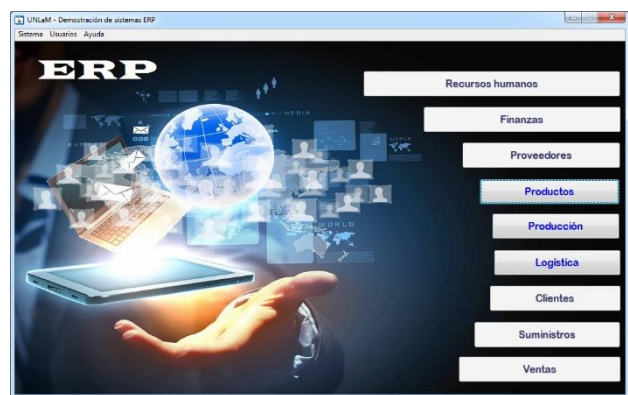 UNLaM - Demostración de sistemas ERP
Sistema Usuarios Ayuda
ERP
Recursos humanos
Finanzas
Proveedores
Productos
Producción
Logística
Clientes
Suministros
Ventas
WORLD